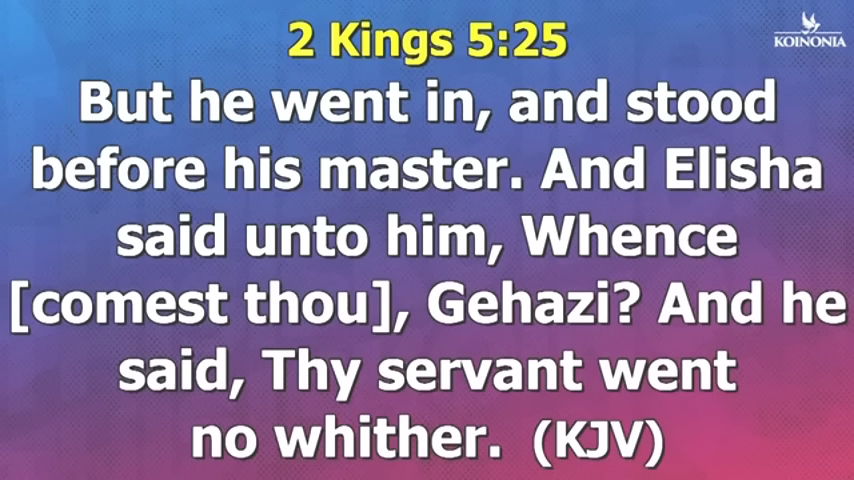 2 Kings 5:25
KOINONIA
But he went in, and stood
before his master. And Elisha
said unto him, Whence
[comest thou], Gehazi? And he
said, Thy servant went
no whither. (KJV)